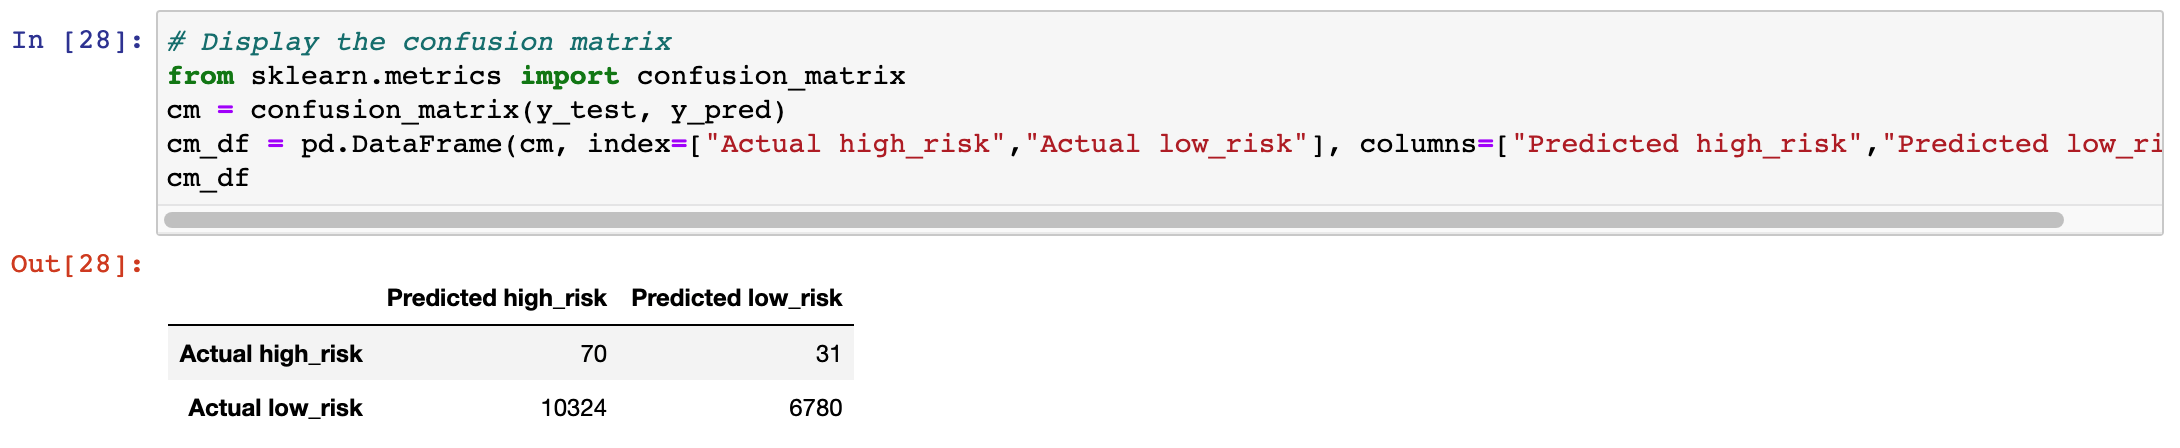 In [28]: # Display the confusion matrix
from sklearn.metrics import confusion_matrix
cm = confusion_matrix(y_test, y_pred)
cm_df = pd.DataFrame(cm, index=["Actual high_risk","Actual low_risk"], columns=["Predicted high_risk","Predicted low_ri
cm_df
Out[28]:
Predicted high_risk Predicted low_risk
Actual high_risk 70 31
Actual low_risk 10324 6780